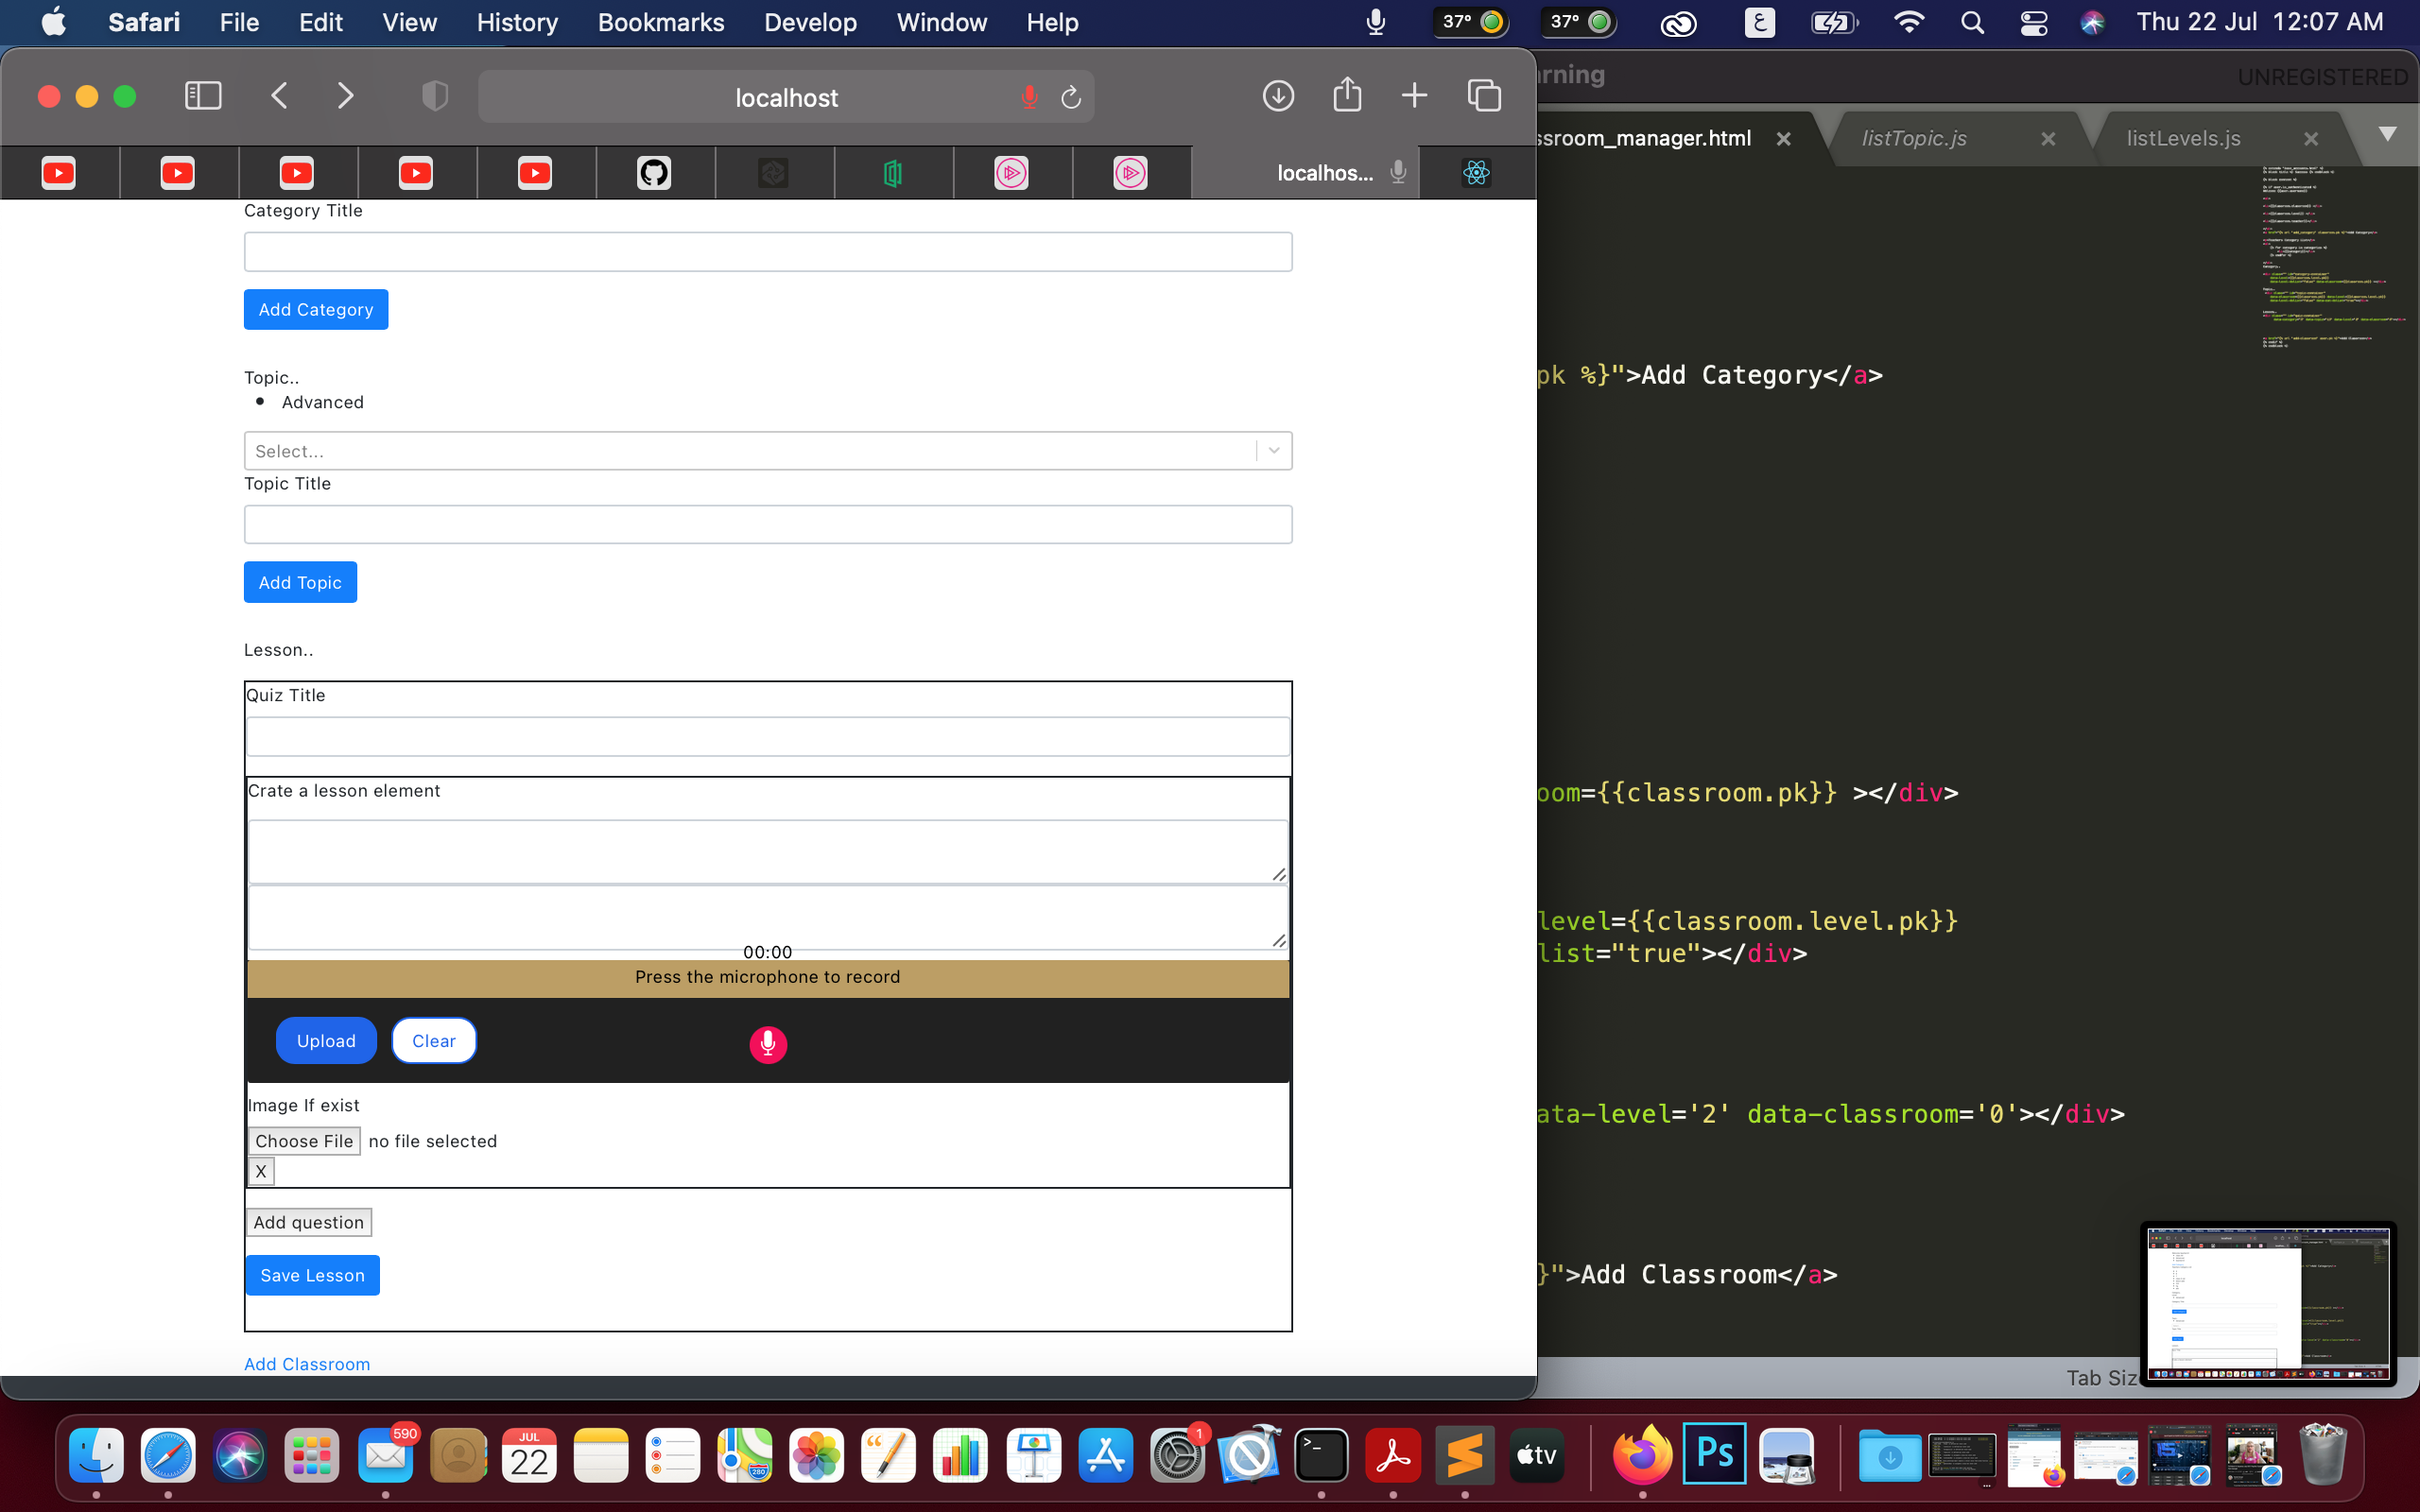 Safari File Edit View History Bookmarks Develop Window Help 37° 37° ع Thu 22 Jul 12:07 AM
rning UNREGISTERED
localhost
ssroom_manager.html × listTopic.js × listLevels.js ×
localhos...
Category Title
Add Category
pk %}">Add Category</a>
Topic..
Advanced
Select...
Topic Title
Add Topic
Lesson..
Quiz Title
Crate a lesson element
oom={{classroom.pk}} ></div>
level={{classroom.level.pk}}
list="true"></div>
00:00
Press the microphone to record
Upload Clear
Image If exist
ata-level='2' data-classroom='0'></div>
Choose File no file selected
X
Add question
Save Lesson
}">Add Classroom</a>
Add Classroom
Tab Siz
590 JUL 22 280 1 >_ tv Ps